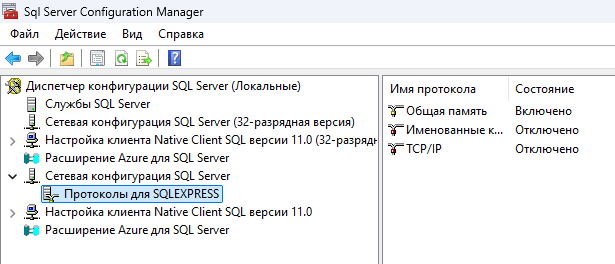 Sql Server Configuration Manager
Файл Действие Вид Справка
Диспетчер конфигурации SQL Server (Локальные)
Службы SQL Server
Сетевая конфигурация SQL Server (32-разрядная версия)
Настройка клиента Native Client SQL версии 11.0 (32-разрядн
Расширение Azure для SQL Server
Сетевая конфигурация SQL Server
Протоколы для SQLEXPRESS
Настройка клиента Native Client SQL версии 11.0
Расширение Azure для SQL Server
Имя протокола Состояние
Общая память Включено
Именованные к... Отключено
TCP/IP Отключено